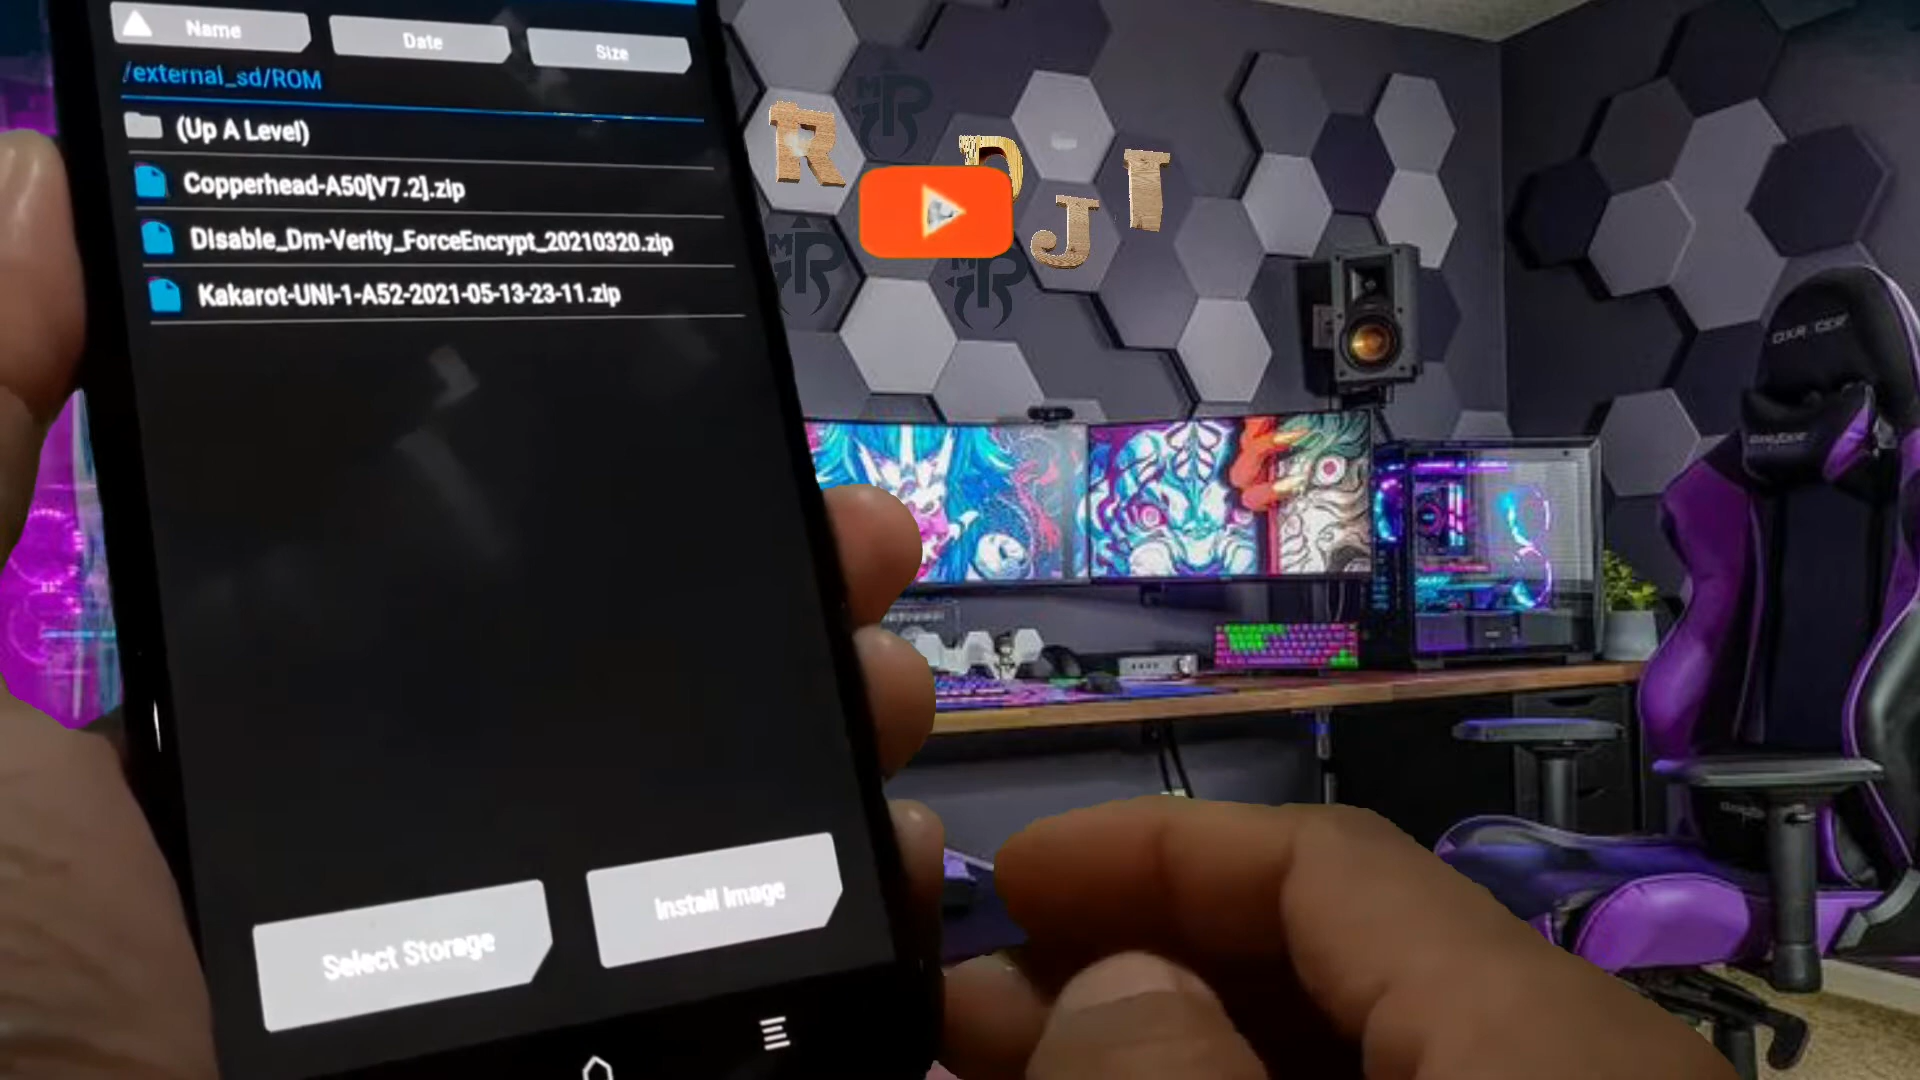 Name
Date
Size
/external_sd/ROM
(Up A Level)
Copperhead-A50[V7.2].zip
Disable_Dm-Verity_ForceEncrypt_20210320.zip
Kakarot-UNI-1-A52-2021-05-13-23-11.zip
Select Storage
Install Image
R
D
J
I